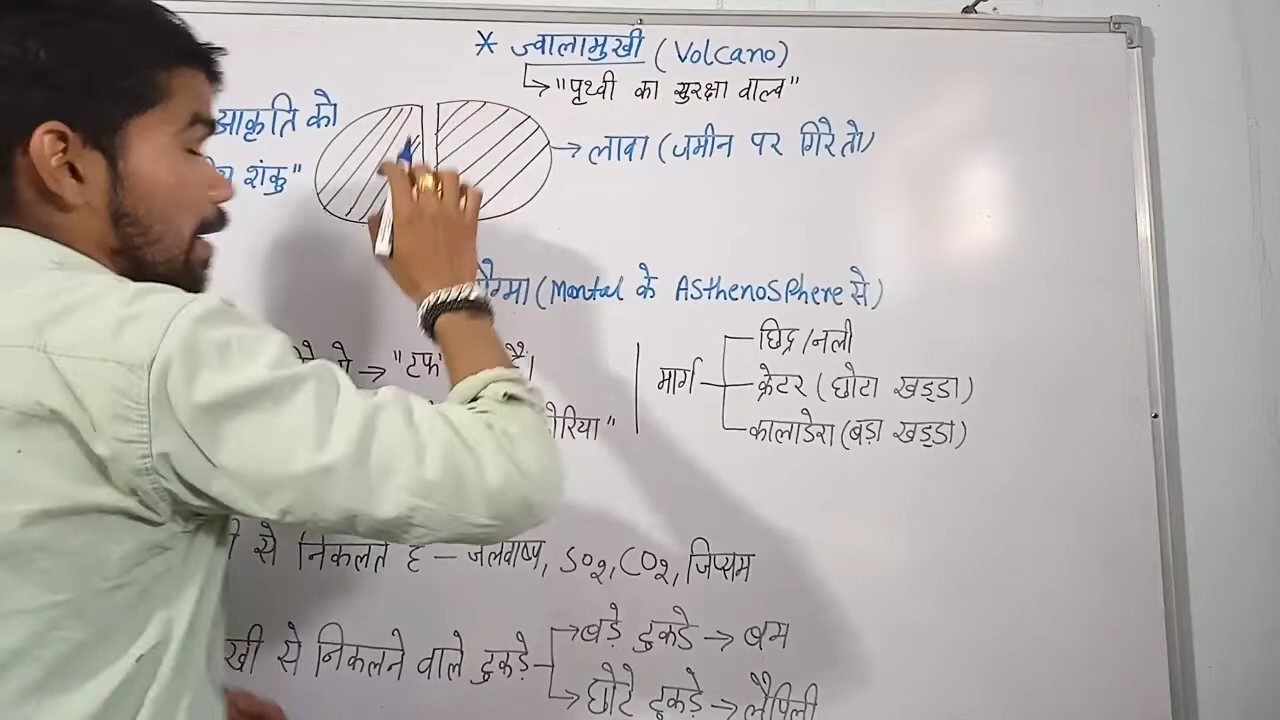 * ज्वालामुखी (Volcano)
"पृथ्वी का सुरक्षा वाल्व"
आकृति को
शंकु"
लावा (जमीन पर गिरे तो)
मैग्मा (Mantal के Asthenosphere से)
"टफ"
मार्ग
छिद्र/नली
क्रेटर (छोटा खड्डा)
कालाडेरा (बड़ा खड्डा)
से निकलते है – जलवाष्प, SO2, CO2, जिप्सम
से निकलने वाले टुकड़े
बड़े टुकडे → बम
छोटे टुकड़े → लैपिली